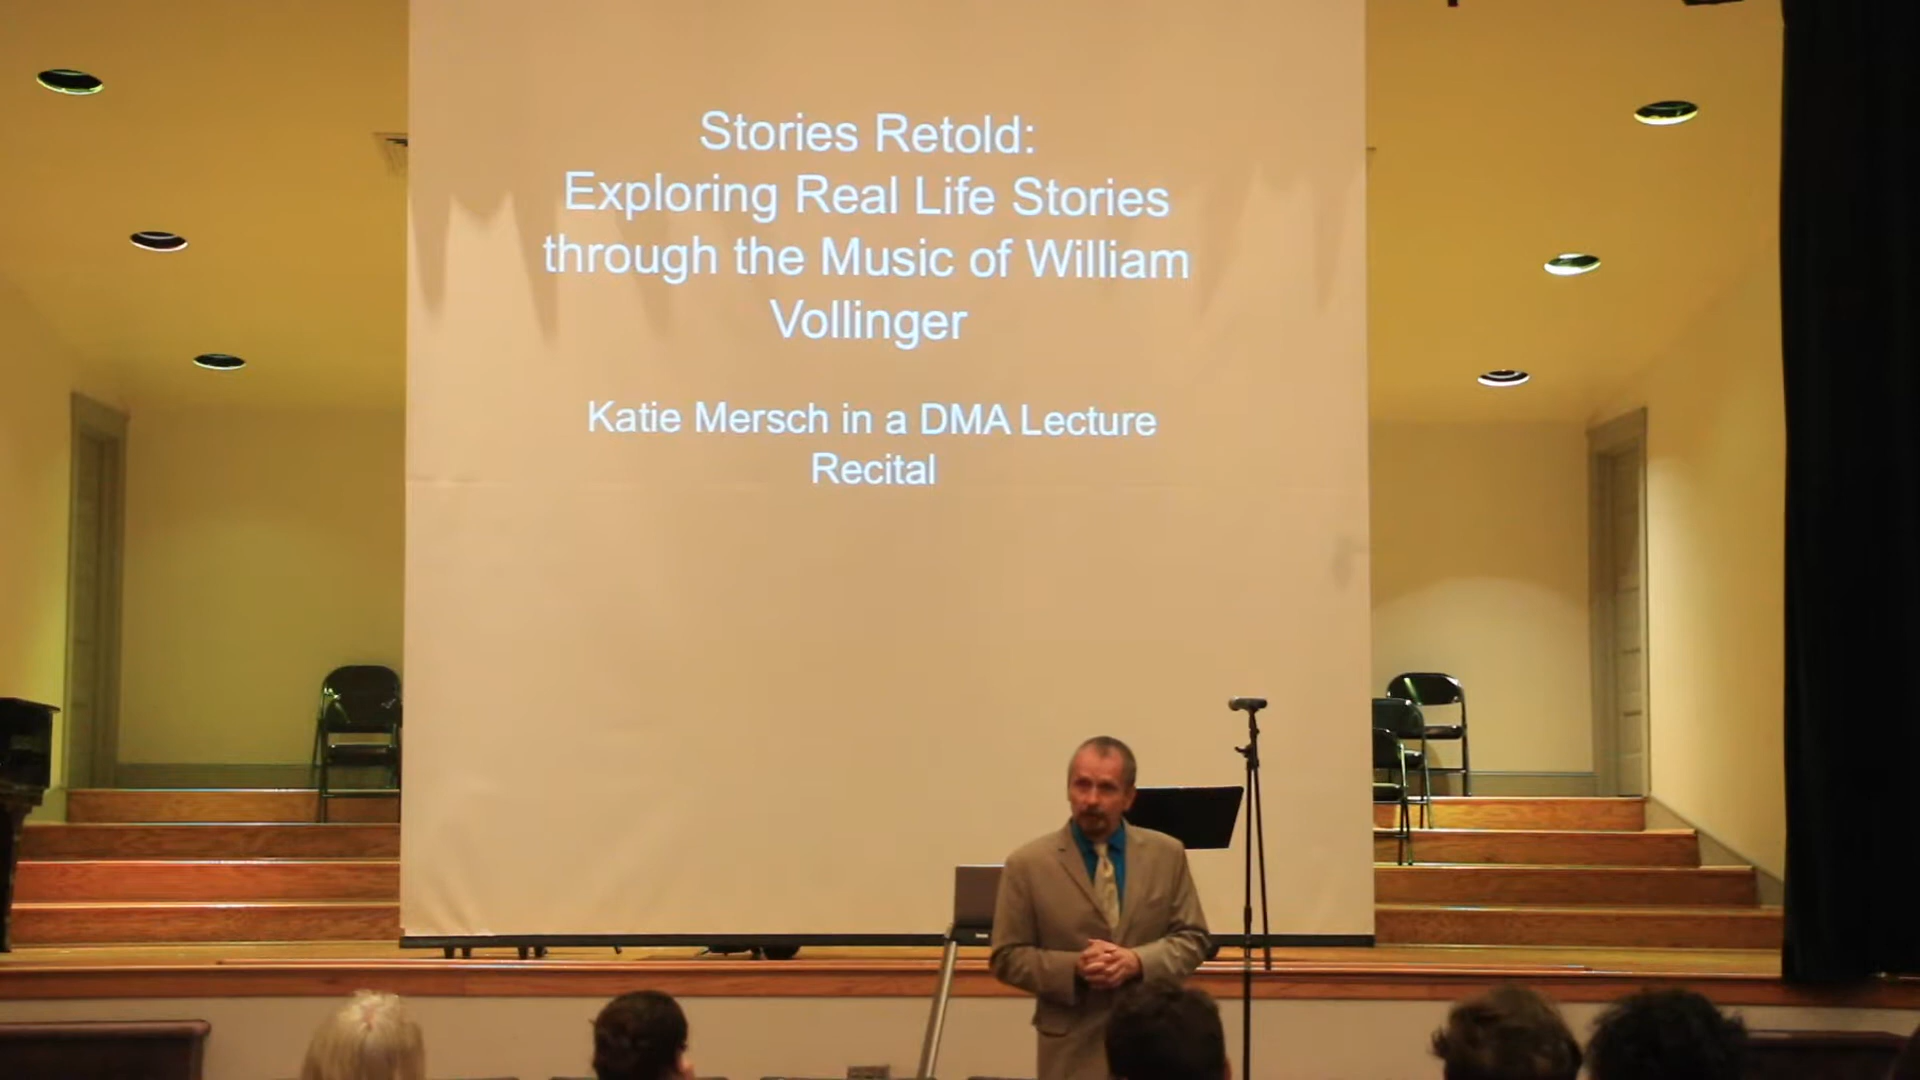 Stories Retold:
Exploring Real Life Stories
through the Music of William
Vollinger
Katie Mersch in a DMA Lecture
Recital